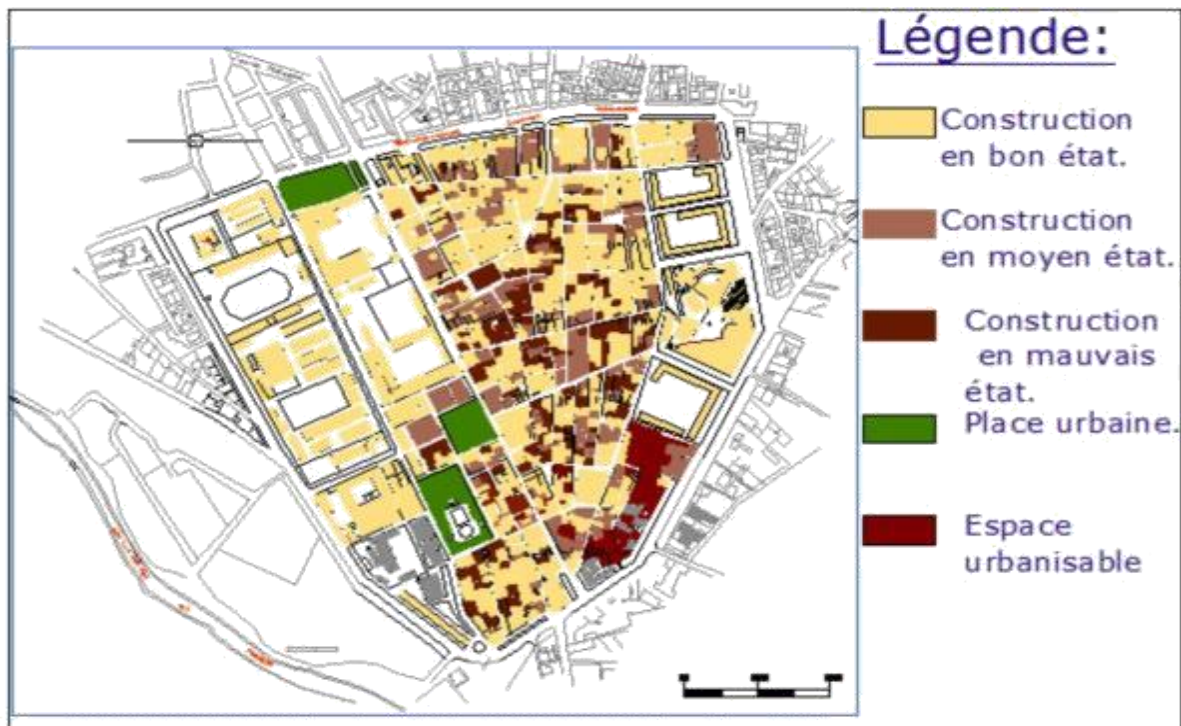 Légende:
Construction
en bon état.
Construction
en moyen état.
Construction
en mauvais
état.
Place urbaine.
Espace
urbanisable